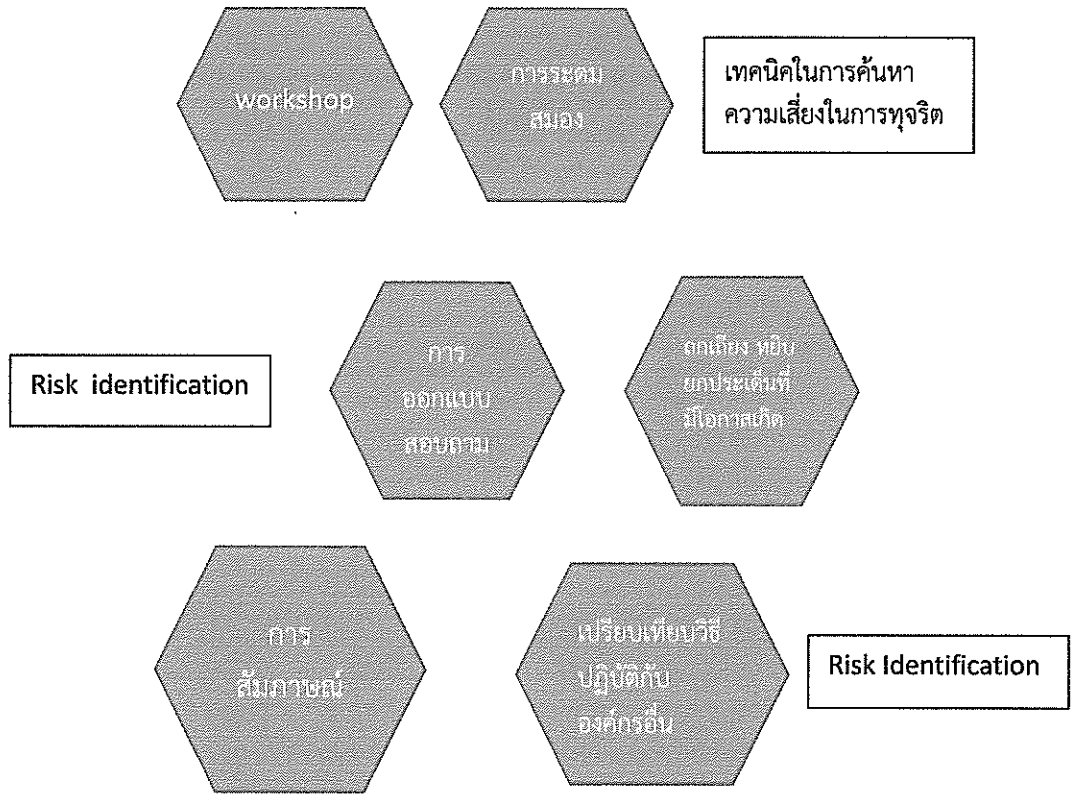 workshop
การระดม
สมอง
เทคนิคในการค้นหา
ความเสี่ยงในการทุจริต
Risk identification
การ
ออกแบบ
สอบถาม
ถกเถียง หยิบ
ยกประเด็นที่
มีโอกาสเกิด
การ
สัมภาษณ์
เปรียบเทียบวิธี
ปฏิบัติกับ
องค์กรอื่น
Risk Identification